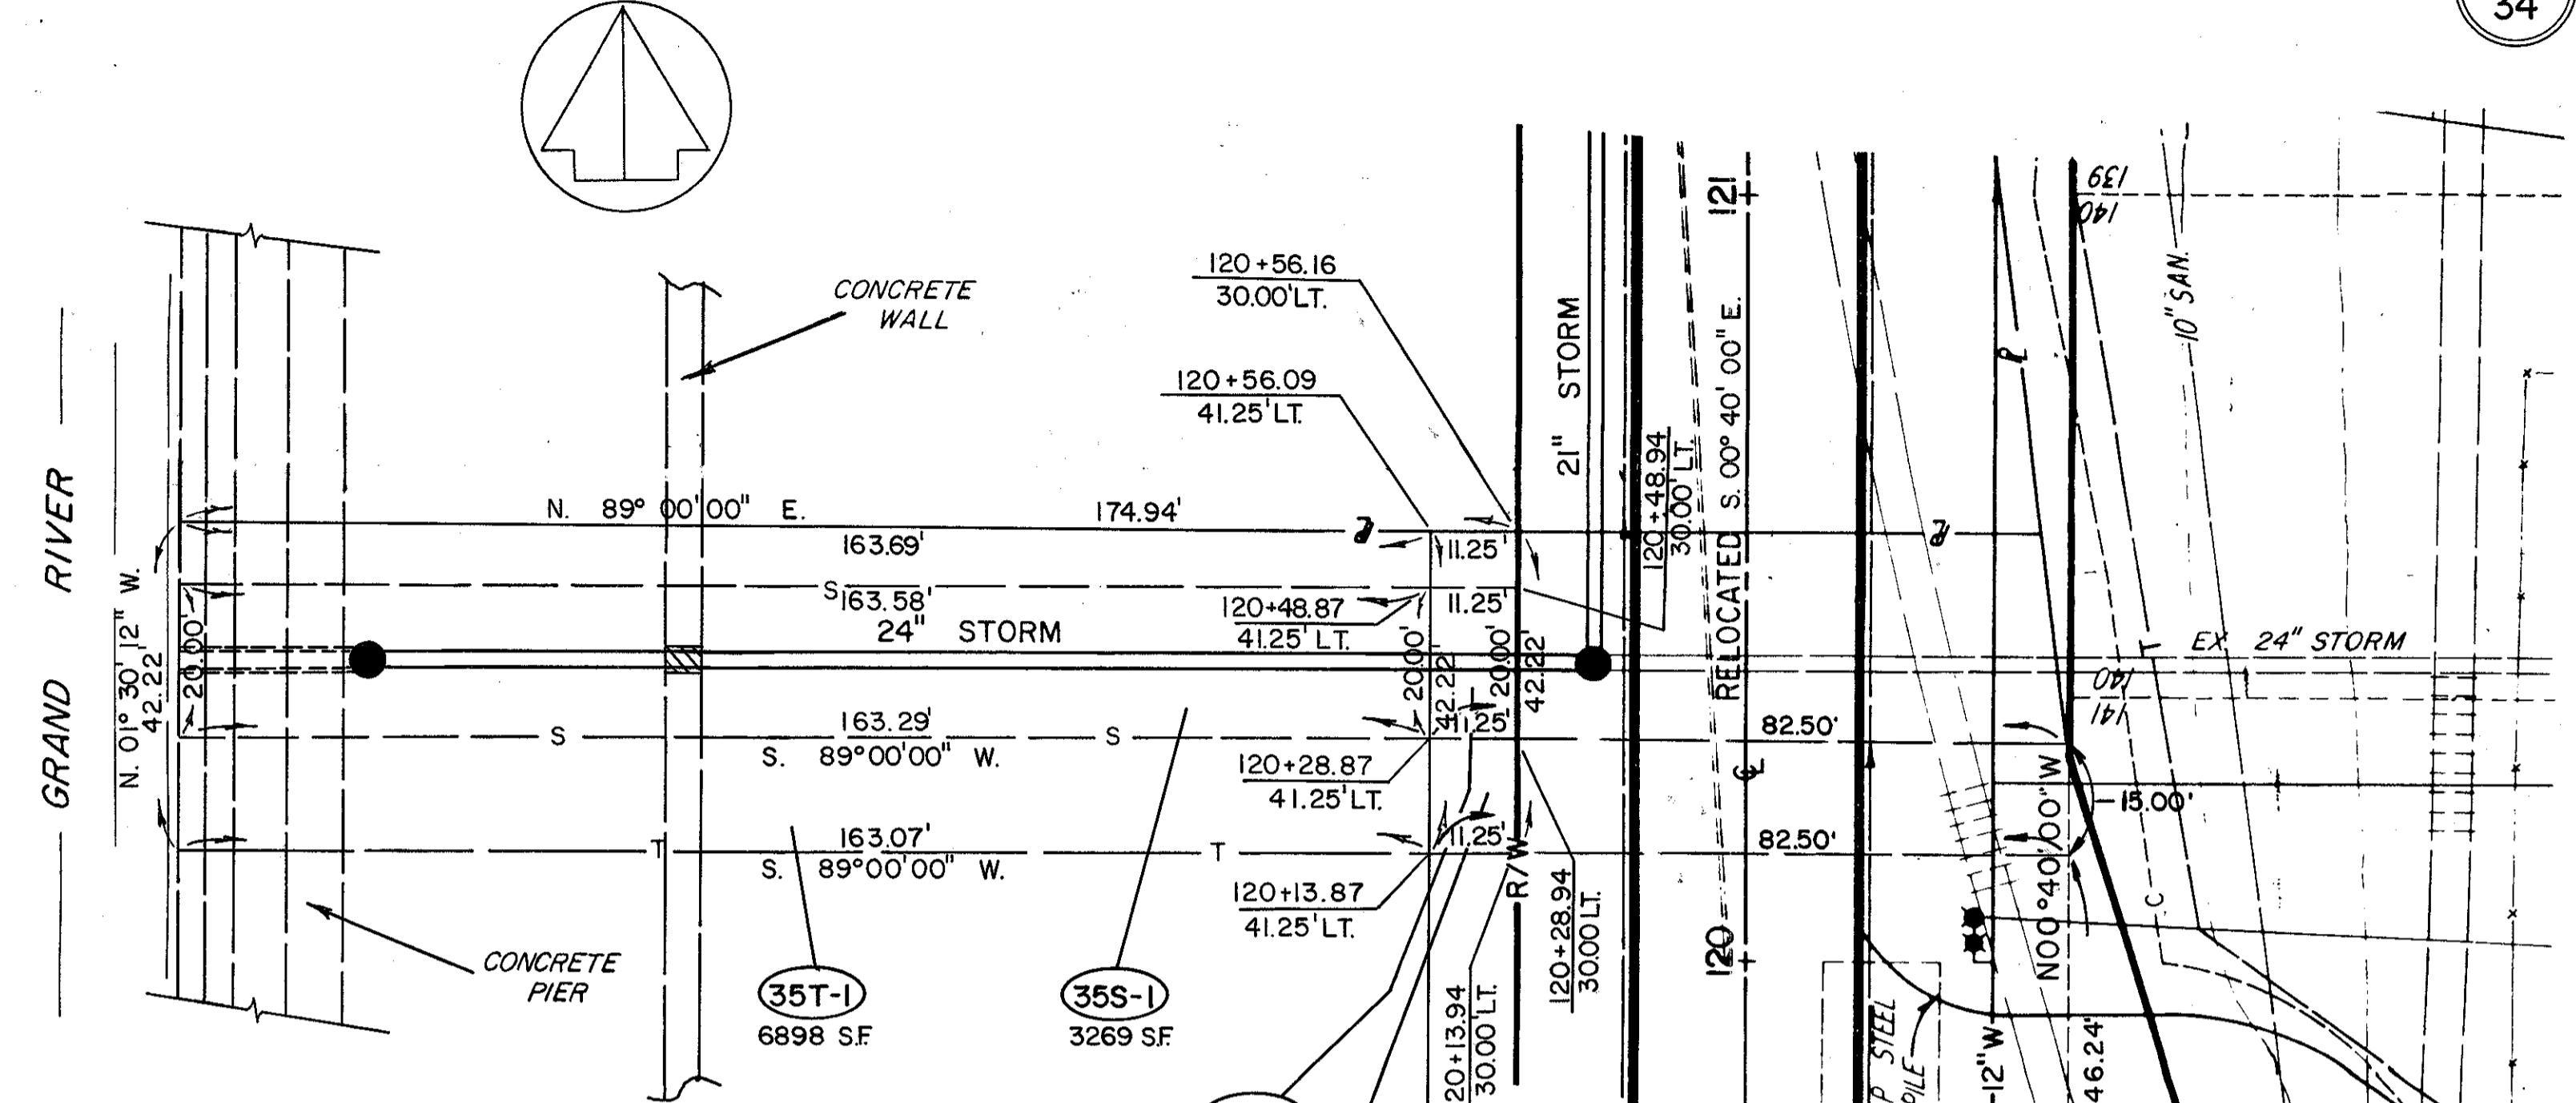 34
CONCRETE
WALL
120+56.16
30.00'LT.
120+56.09
41.25'LT.
21" STORM
121
RELOCATED S. 00° 40' 00" E.
120+48.94
30.00' LT.
139
140
10" SAN.
P
GRAND RIVER
N. 01° 30' 12" W.
42.22'
20.00'
N. 89° 00'00" E.
174.94'
163.69'
11.25'
S
163.58'
11.25'
24" STORM
120+48.87
41.25' LT.
20.00'
42.22'
20.00'
42.22'
EX. 24" STORM
T
140
141
163.29'
11.25'
S
S
S. 89°00'00" W.
82.50'
120+28.87
41.25'LT.
15.00'
N00°40'00"W
163.07'
11.25'
T
T
S. 89°00'00" W.
82.50'
R/W
120+13.87
41.25'LT.
120+28.94
30.00 LT.
120
C
CONCRETE
PIER
35T-1
6898 S.F.
35S-1
3269 S.F.
20+13.94
30.00'LT.
P STEEL
PILE
-12" W
46.24'